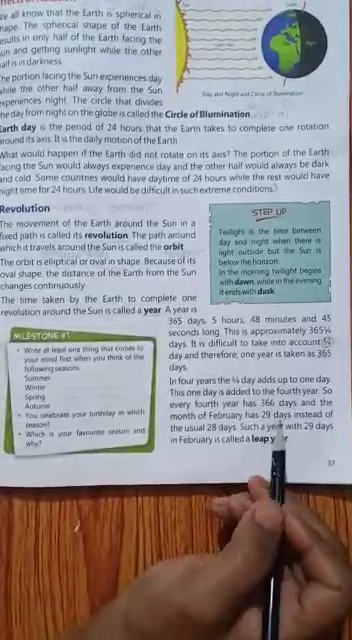 We all know that the Earth is spherical in
shape. The spherical shape of the Earth
results in only half of the Earth facing the
Sun and getting sunlight while the other
half is in darkness.
The portion facing the Sun experiences day
while the other half away from the Sun
experiences night. The circle that divides
the day from night on the globe is called the Circle of Illumination.
Day and Night and Circle of Illumination
Earth day is the period of 24 hours that the Earth takes to complete one rotation
around its axis. It is the daily motion of the Earth.
What would happen if the Earth did not rotate on its axis? The portion of the Earth
facing the Sun would always experience day and the other half would always be dark
and cold. Some countries would have daytime of 24 hours while the rest would have
night time for 24 hours. Life would be difficult in such extreme conditions.
Revolution
The movement of the Earth around the Sun in a
fixed path is called its revolution. The path around
which it travels around the Sun is called the orbit.
The orbit is elliptical or oval in shape. Because of its
oval shape, the distance of the Earth from the Sun
changes continuously.
The time taken by the Earth to complete one
revolution around the Sun is called a year. A year is
365 days, 5 hours, 48 minutes and 45
seconds long. This is approximately 365¼
days. It is difficult to take into account ¼
day and therefore, one year is taken as 365
days.
In four years the ¼ day adds up to one day.
This one day is added to the fourth year. So
every fourth year has 366 days and the
month of February has 29 days instead of
the usual 28 days. Such a year with 29 days
in February is called a leap
STEP UP
Twilight is the time between
day and night when there is
light outside but the Sun is
below the horizon.
In the morning twilight begins
with dawn, while in the evening
it ends with dusk.
MILESTONE #1
• Write at least one thing that comes to
your mind first when you think of the
following seasons.
Summer
Winter
Spring
Autumn
• You celebrate your birthday in which
season?
• Which is your favourite season and
why?
37